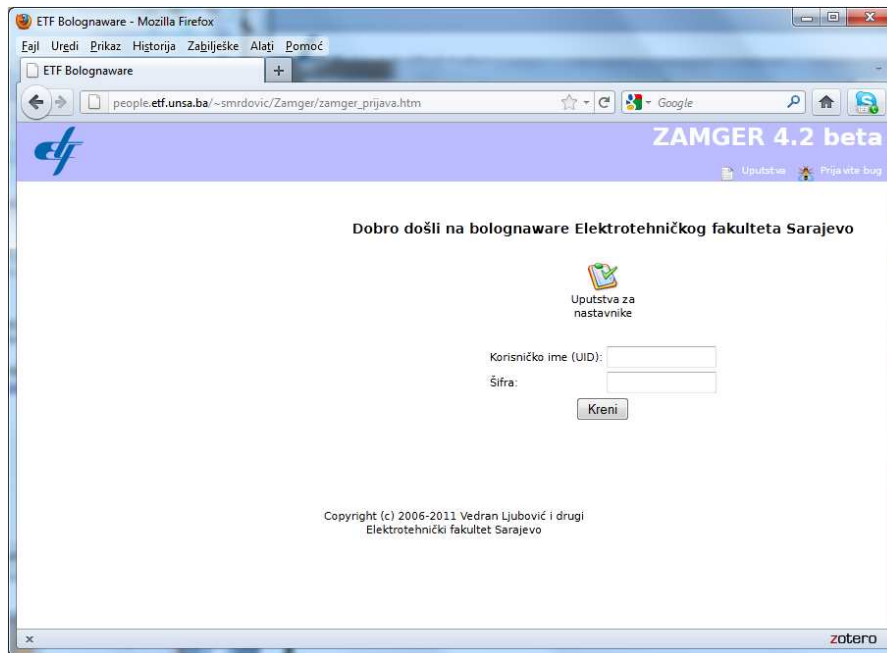 ETF Bolognaware - Mozilla Firefox
Fajl Uredi Prikaz Historija Zabilješke Alati Pomoć
ETF Bolognaware
people.etf.unsa.ba/~smrdovic/Zamger/zamger_prijava.htm Google
etf
ZAMGER 4.2 beta
Uputstva Prijavite bug
Dobro došli na bolognaware Elektrotehničkog fakulteta Sarajevo
Uputstva za
nastavnike
Korisničko ime (UID):
Šifra:
Kreni
Copyright (c) 2006-2011 Vedran Ljubović i drugi
Elektrotehnički fakultet Sarajevo
x zotero